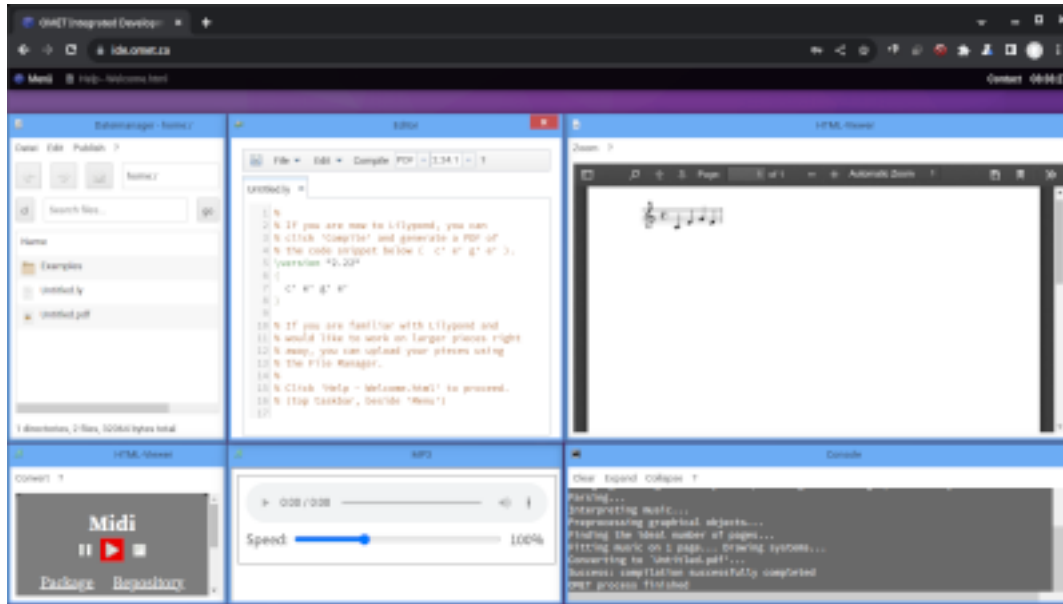 OMET Integrated Develop
ide.omet.ca
Menü Help - Welcome.html
Contact
Dateimanager - home:/
Datei Edit Publish ?
home:/
Search files...
go
Name
Examples
Untitled.ly
Untitled.pdf
1 directories, 2 files, bytes total
Editor
File Edit Compile PDF
Untitled.ly
1 %
2 % If you are new to Lilypond, you can
3 % click 'Compile' and generate a PDF of
4 % the code snippet below ( c' e' g' e' ).
5 \version "2.22"
6 {
7 c' e' g' e'
8 }
9
10 % If you are familiar with Lilypond and
11 % would like to work on larger pieces right
12 % away, you can upload your pieces using
13 % the File Manager.
14 %
15 % Click 'Help - Welcome.html' to proceed.
16 % (top taskbar, beside 'Menu')
17
HTML-Viewer
Zoom ?
Page: 1 of 1
Automatic Zoom
HTML-Viewer
Convert ?
Midi
Package Repository
MP3
0:00 / 0:00
Speed: 100%
Console
Clear Expand Collapse ?
Parsing...
Interpreting music...
Preprocessing graphical objects...
Finding the ideal number of pages...
Fitting music on 1 page... Drawing systems...
Converting to `Untitled.pdf'...
Success: compilation successfully completed
OMET process finished